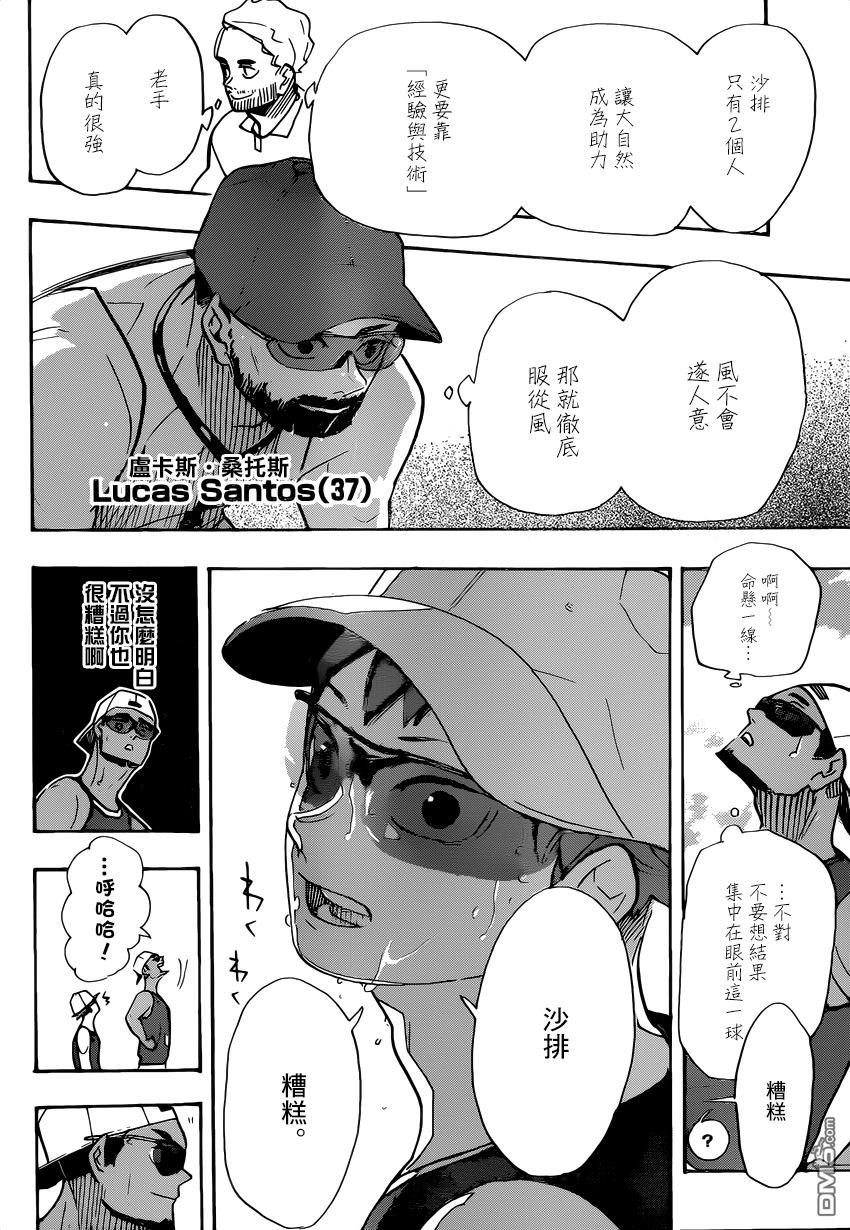 沙排
只有2個人
讓大自然
成為助力
更要靠
「經驗與技術」
老手
真的很強
風不會
遂人意
那就徹底
服從風
盧卡斯·桑托斯
Lucas Santos(37)
啊啊~
命懸一線…
…不對
不要想結果
集中在眼前這一球
糟糕
?
沙排
糟糕。
わくわく
沒怎麼明白
不過你也
很糟糕啊
…呼哈哈!
DM5.com